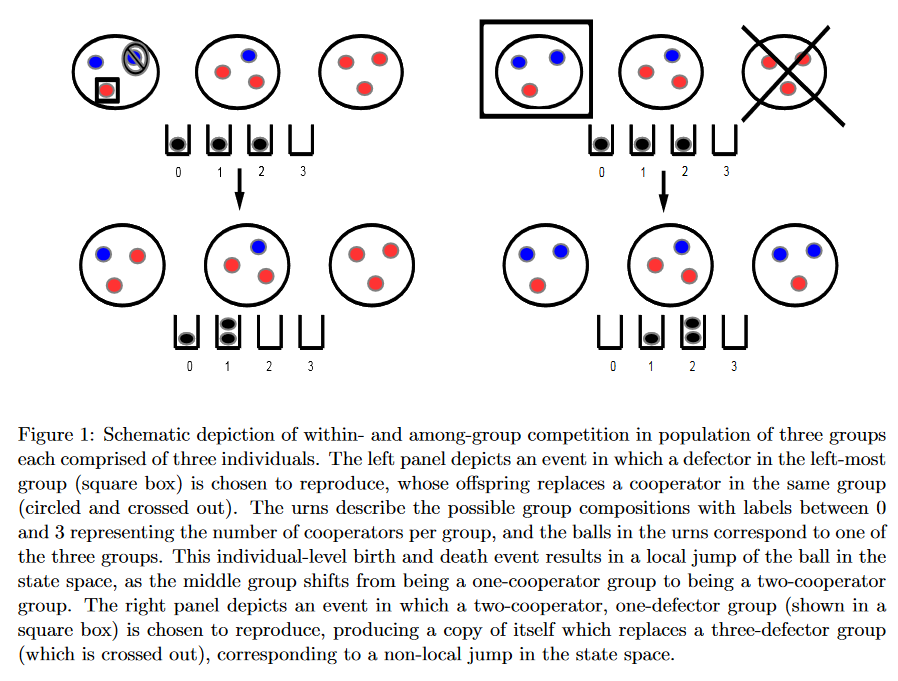 0 1 2 3
0 1 2 3
0 1 2 3
0 1 2 3
Figure 1: Schematic depiction of within- and among-group competition in population of three groups
each comprised of three individuals. The left panel depicts an event in which a defector in the left-most
group (square box) is chosen to reproduce, whose offspring replaces a cooperator in the same group
(circled and crossed out). The urns describe the possible group compositions with labels between 0
and 3 representing the number of cooperators per group, and the balls in the urns correspond to one of
the three groups. This individual-level birth and death event results in a local jump of the ball in the
state space, as the middle group shifts from being a one-cooperator group to being a two-cooperator
group. The right panel depicts an event in which a two-cooperator, one-defector group (shown in a
square box) is chosen to reproduce, producing a copy of itself which replaces a three-defector group
(which is crossed out), corresponding to a non-local jump in the state space.